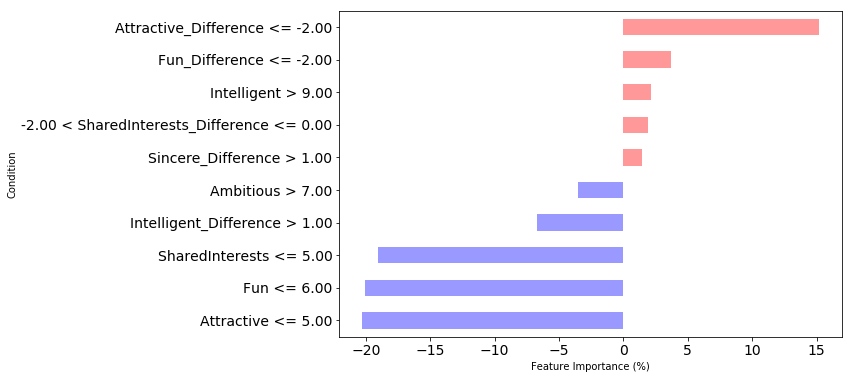 Attractive_Difference <= -2.00
Fun_Difference <= -2.00
Intelligent > 9.00
-2.00 < SharedInterests_Difference <= 0.00
Sincere_Difference > 1.00
Ambitious > 7.00
Intelligent_Difference > 1.00
SharedInterests <= 5.00
Fun <= 6.00
Attractive <= 5.00
Condition
−20 −15 −10 −5 0 5 10 15
Feature Importance (%)